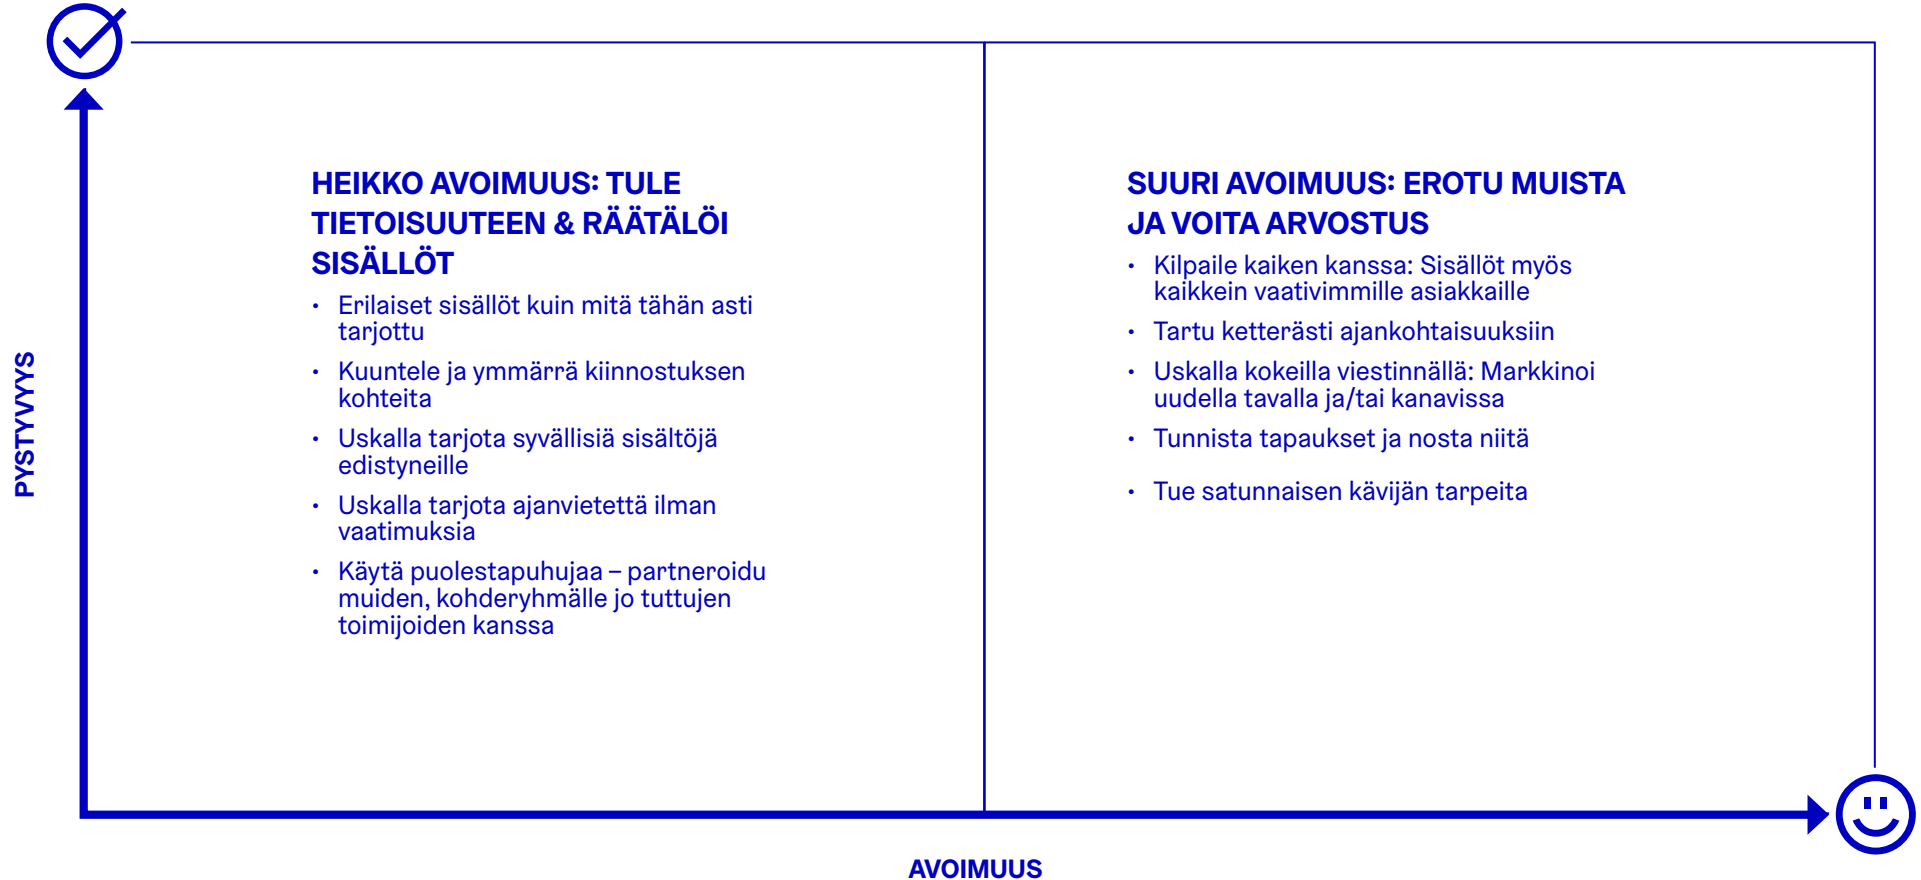 PYSTYVYYS
HEIKKO AVOIMUUS: TULE
TIETOISUUTEEN & RÄÄTÄLÖI
SISÄLLÖT
• Erilaiset sisällöt kuin mitä tähän asti
tarjottu
• Kuuntele ja ymmärrä kiinnostuksen
kohteita
• Uskalla tarjota syvällisiä sisältöjä
edistyneille
• Uskalla tarjota ajanvietettä ilman
vaatimuksia
• Käytä puolestapuhujaa – partneroidu
muiden, kohderyhmälle jo tuttujen
toimijoiden kanssa
SUURI AVOIMUUS: EROTU MUISTA
JA VOITA ARVOSTUS
• Kilpaile kaiken kanssa: Sisällöt myös
kaikkein vaativimmille asiakkaille
• Tartu ketterästi ajankohtaisuuksiin
• Uskalla kokeilla viestinnällä: Markkinoi
uudella tavalla ja/tai kanavissa
• Tunnista tapaukset ja nosta niitä
• Tue satunnaisen kävijän tarpeita
AVOIMUUS